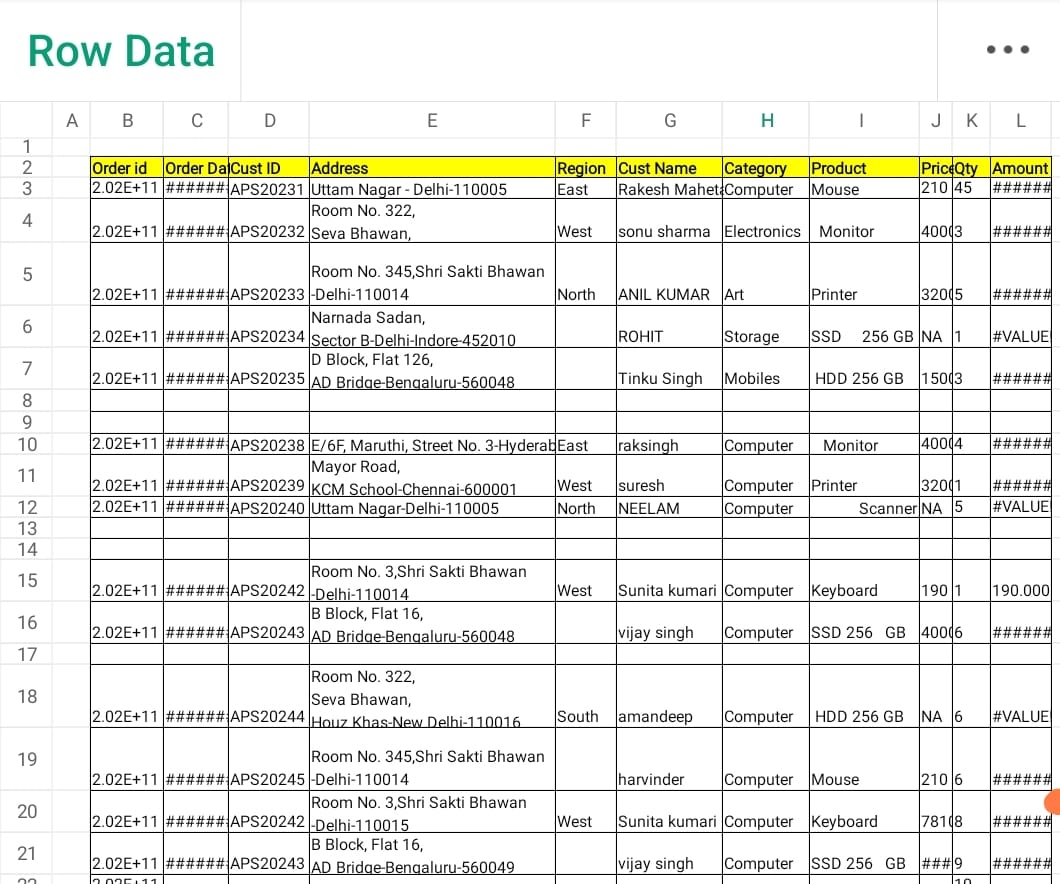 Row Data
A B C D E F G H I J K L
1
2 Order id Order Da Cust ID Address Region Cust Name Category Product Price Qty Amount
3 2.02E+11 ###### APS20231 Uttam Nagar - Delhi-110005 East Rakesh Maheta Computer Mouse 210 45 ######
Room No. 322,
4 2.02E+11 ###### APS20232 Seva Bhawan, West sonu sharma Electronics Monitor 4000 3 ######
Room No. 345,Shri Sakti Bhawan
5 2.02E+11 ###### APS20233 -Delhi-110014 North ANIL KUMAR Art Printer 3200 5 ######
Narnada Sadan,
6 2.02E+11 ###### APS20234 Sector B-Delhi-Indore-452010 ROHIT Storage SSD 256 GB NA 1 #VALUE
D Block, Flat 126,
7 2.02E+11 ###### APS20235 AD Bridge-Bengaluru-560048 Tinku Singh Mobiles HDD 256 GB 1500 3 ######
8
9
10 2.02E+11 ###### APS20238 E/6F, Maruthi, Street No. 3-Hyderab East raksingh Computer Monitor 4000 4 ######
Mayor Road,
11 2.02E+11 ###### APS20239 KCM School-Chennai-600001 West suresh Computer Printer 3200 1 ######
12 2.02E+11 ###### APS20240 Uttam Nagar-Delhi-110005 North NEELAM Computer Scanner NA 5 #VALUE
13
14
Room No. 3,Shri Sakti Bhawan
15 2.02E+11 ###### APS20242 -Delhi-110014 West Sunita kumari Computer Keyboard 190 1 190.000
B Block, Flat 16,
16 2.02E+11 ###### APS20243 AD Bridge-Bengaluru-560048 vijay singh Computer SSD 256 GB 4000 6 ######
17
Room No. 322,
Seva Bhawan,
18 2.02E+11 ###### APS20244 Houz Khas-New Delhi-110016 South amandeep Computer HDD 256 GB NA 6 #VALUE
Room No. 345,Shri Sakti Bhawan
19 2.02E+11 ###### APS20245 -Delhi-110014 harvinder Computer Mouse 210 6 ######
Room No. 3,Shri Sakti Bhawan
20 2.02E+11 ###### APS20242 -Delhi-110015 West Sunita kumari Computer Keyboard 7810 8 ######
B Block, Flat 16,
21 2.02E+11 ###### APS20243 AD Bridge-Bengaluru-560049 vijay singh Computer SSD 256 GB ### 9 ######